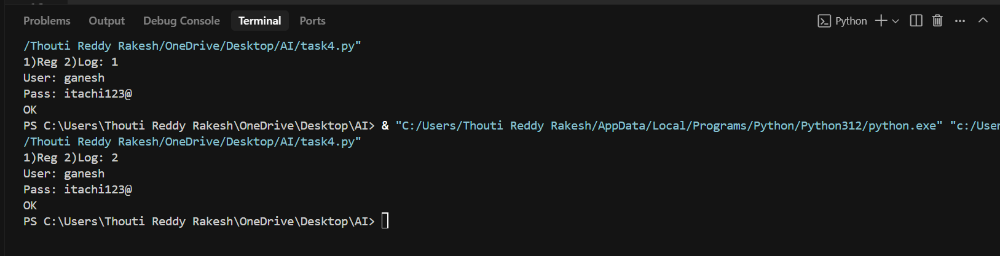 Problems Output Debug Console Terminal Ports Python
/Thouti Reddy Rakesh/OneDrive/Desktop/AI/task4.py"
1)Reg 2)Log: 1
User: ganesh
Pass: itachi123@
OK
PS C:\Users\Thouti Reddy Rakesh\OneDrive\Desktop\AI> & "C:/Users/Thouti Reddy Rakesh/AppData/Local/Programs/Python/Python312/python.exe" "c:/User
/Thouti Reddy Rakesh/OneDrive/Desktop/AI/task4.py"
1)Reg 2)Log: 2
User: ganesh
Pass: itachi123@
OK
PS C:\Users\Thouti Reddy Rakesh\OneDrive\Desktop\AI>